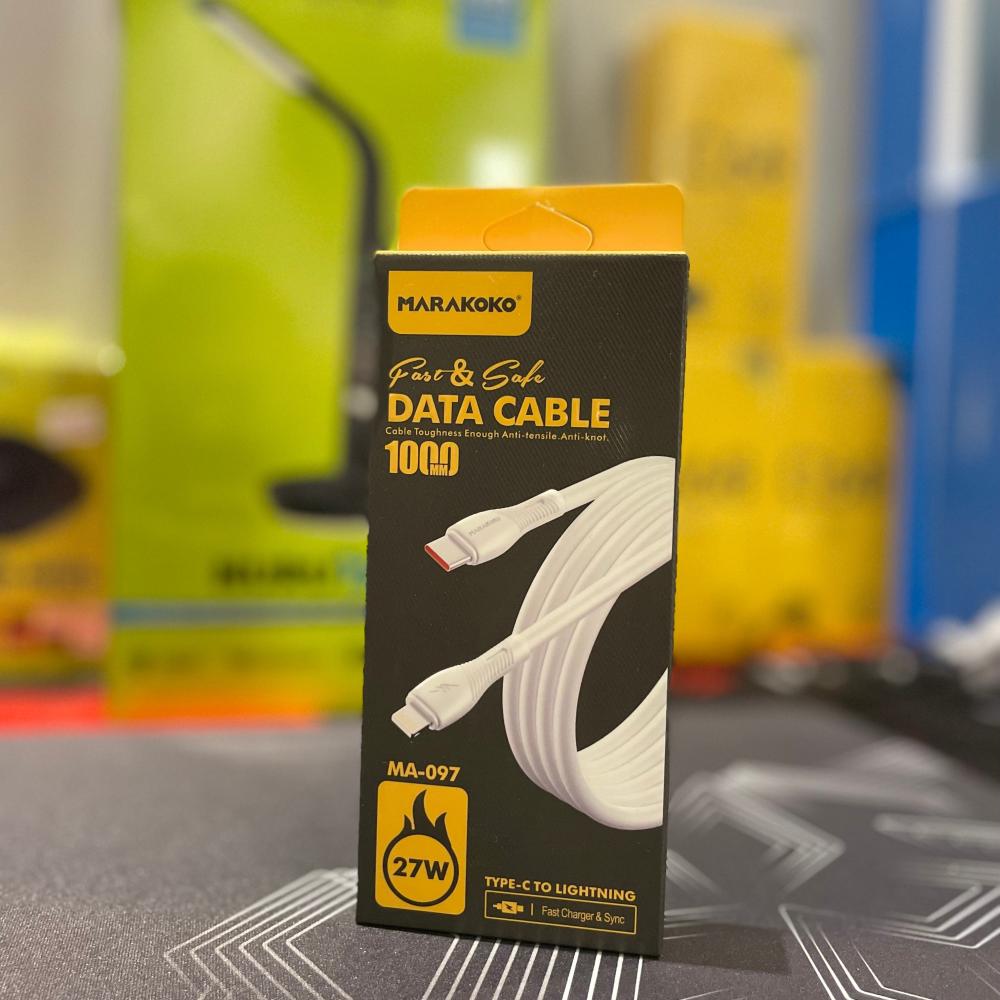 MARAKOKO®
Fast & Safe
DATA CABLE
Cable Toughness Enough Anti-tensile.Anti-knot.
1000MM
MARAKOKO
MA-097
27W
TYPE-C TO LIGHTNING
Fast Charger & Sync